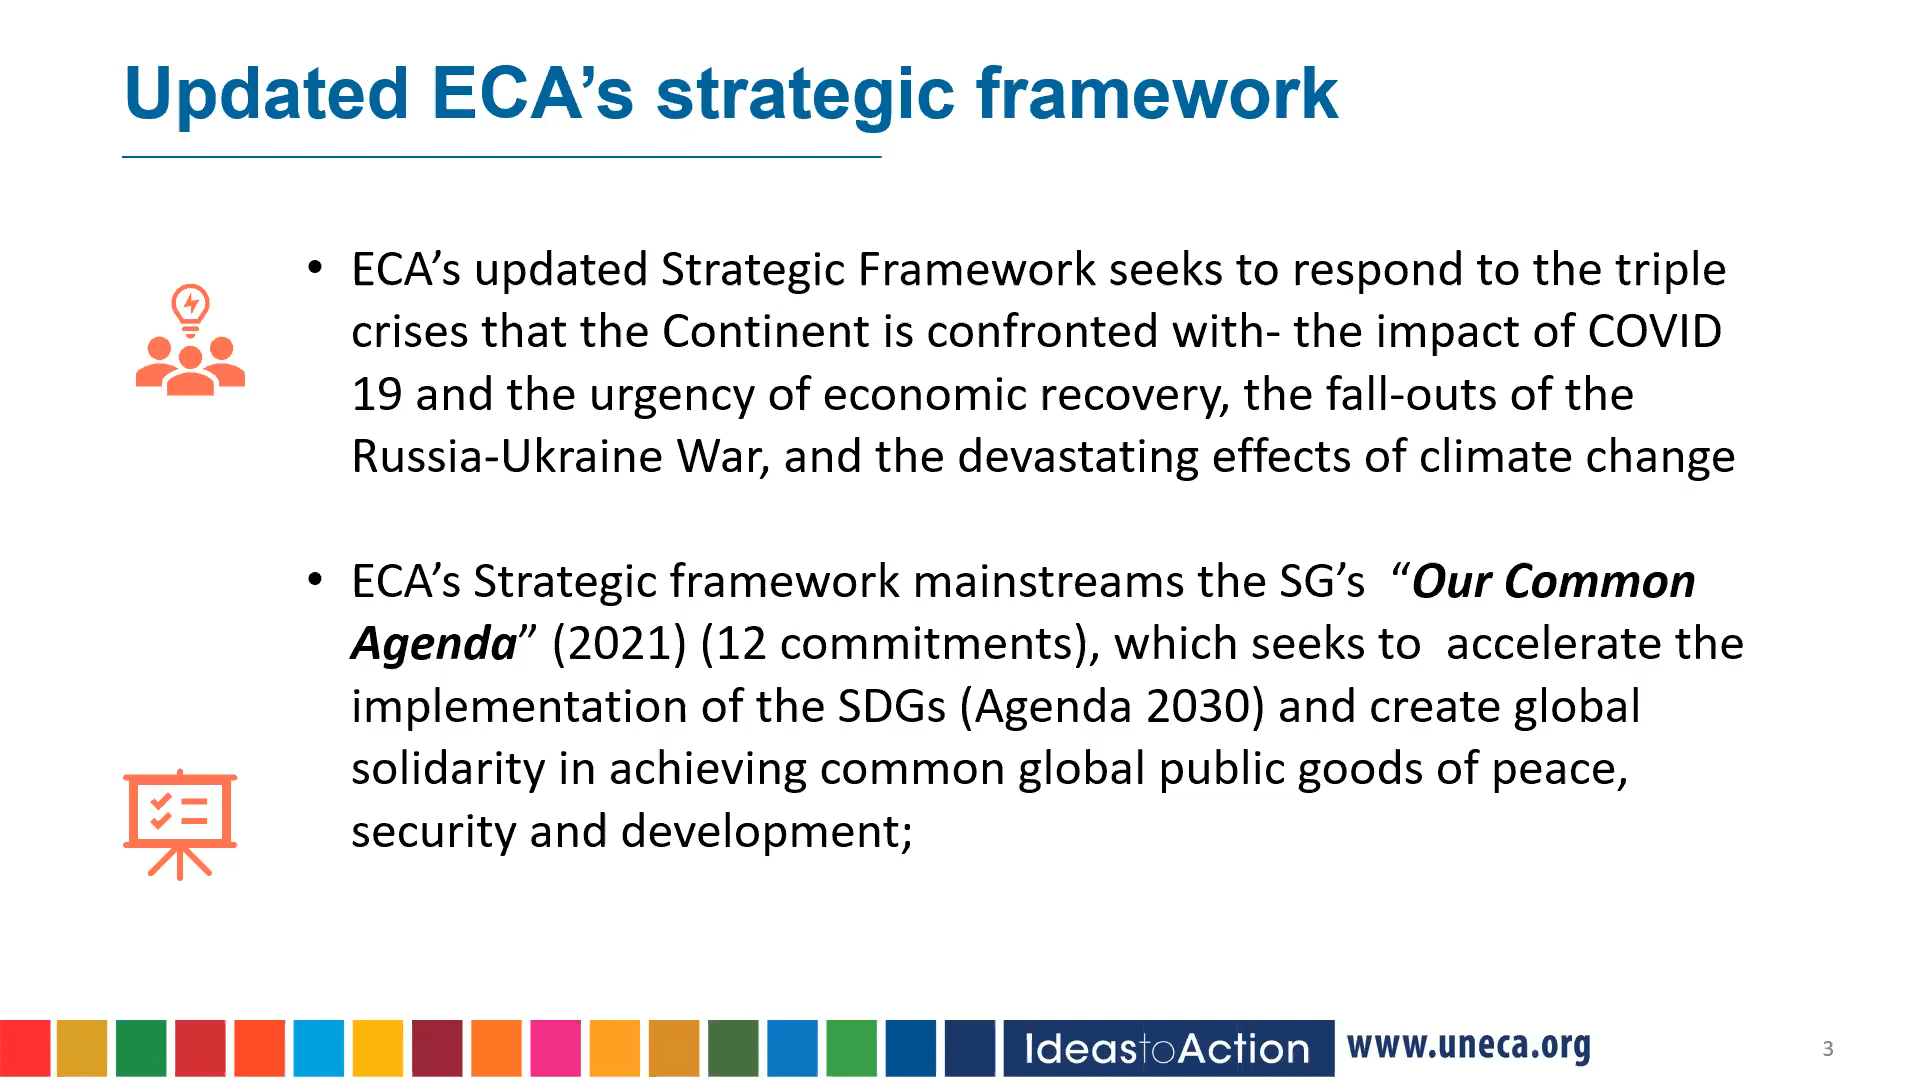 Updated ECA’s strategic framework
• ECA’s updated Strategic Framework seeks to respond to the triple
crises that the Continent is confronted with- the impact of COVID
19 and the urgency of economic recovery, the fall-outs of the
Russia-Ukraine War, and the devastating effects of climate change
• ECA’s Strategic framework mainstreams the SG’s “Our Common
Agenda” (2021) (12 commitments), which seeks to accelerate the
implementation of the SDGs (Agenda 2030) and create global
solidarity in achieving common global public goods of peace,
security and development;
IdeastoAction www.uneca.org 3